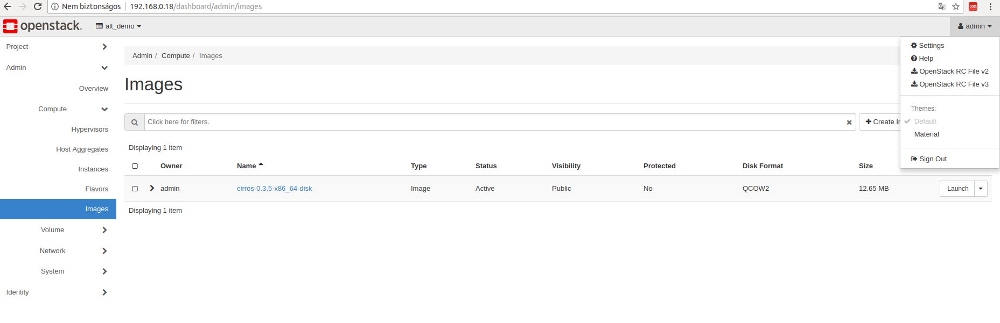 Nem biztonságos 192.168.0.18/dashboard/admin/images CORS
openstack. alt_demo admin
Project
Admin
Overview
Compute
Hypervisors
Host Aggregates
Instances
Flavors
Images
Volume
Network
System
Identity
Admin / Compute / Images
Images
Click here for filters. Create
Displaying 1 item
Owner Name Type Status Visibility Protected Disk Format Size
admin cirros-0.3.5-x86_64-disk Image Active Public No QCOW2 12.65 MB Launch
Displaying 1 item
Settings
Help
OpenStack RC File v2
OpenStack RC File v3
Themes:
Default
Material
Sign Out